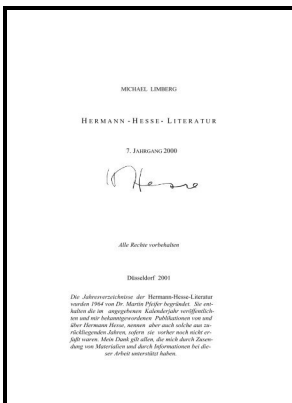 MICHAEL LIMBERG
HERMANN-HESSE-LITERATUR
7. JAHRGANG 2000
Hesse
Alle Rechte vorbehalten
Düsseldorf 2001
Die Jahresverzeichnisse der Hermann-Hesse-Literatur
wurden 1964 von Dr. Martin Pfeifer begründet. Sie ent-
halten die im angegebenen Kalenderjahr veröffentlich-
ten und mir bekanntgewordenen Publikationen von und
über Hermann Hesse, nennen aber auch solche aus zu-
rückliegenden Jahren, sofern sie vorher noch nicht er-
faßt waren. Mein Dank gilt allen, die mich durch Zusen-
dung von Materialien und durch Informationen bei die-
ser Arbeit unterstützt haben.